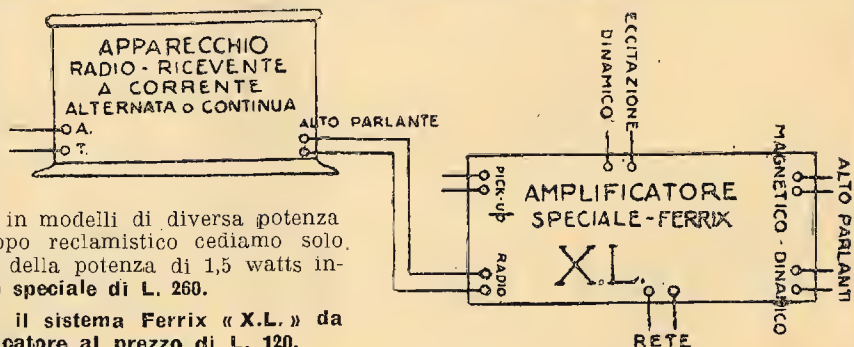 APPARECCHIO
RADIO - RICEVENTE
A CORRENTE
ALTERNATA O CONTINUA
A.
T.
ALTO PARLANTE
ECCITAZIONE
DINAMICO
PICK-UP
RADIO
AMPLIFICATORE
SPECIALE-FERRIX
X.L.
RETE
MAGNETICO - DINAMICO
ALTO PARLANTI
in modelli di diversa potenza
opo reclamistico cediamo solo
della potenza di 1,5 watts in-
speciale di L. 260.
il sistema Ferrix « X.L. » da
catore al prezzo di L. 120.